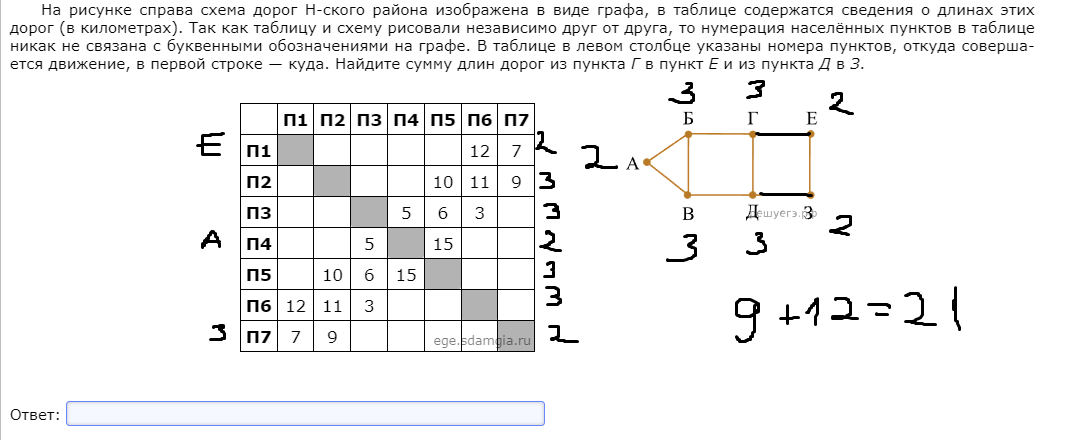 На рисунке справа схема дорог Н-ского района изображена в виде графа, в таблице содержатся сведения о длинах этих
дорог (в километрах). Так как таблицу и схему рисовали независимо друг от друга, то нумерация населённых пунктов в таблице
никак не связана с буквенными обозначениями на графе. В таблице в левом столбце указаны номера пунктов, откуда соверша-
ется движение, в первой строке — куда. Найдите сумму длин дорог из пункта Г в пункт Е и из пункта Д в З.
3 3 2
Б Г Е
П1 П2 П3 П4 П5 П6 П7
Е П1 12 7 2
2 А
П2 10 11 9 3
П3 5 6 3 3
В Д З
решуегэ.рф
3 3 2
А П4 5 15 2
П5 10 6 15 3
П6 12 11 3 3
9+12=21
З П7 7 9 2
ege.sdamgia.ru
Ответ: